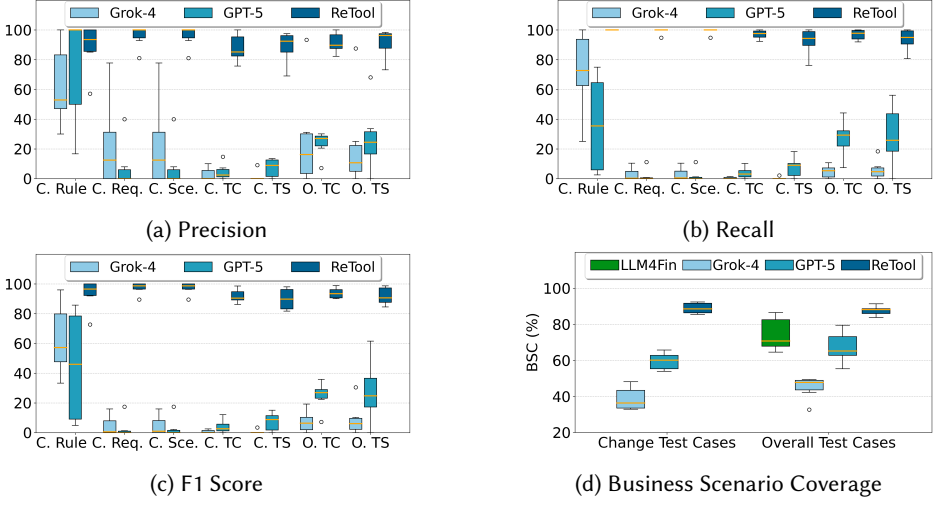 Grok-4 GPT-5 ReTool
100
80
60
40
20
0
C. Rule C. Req. C. Sce. C. TC C. TS O. TC O. TS
(a) Precision
Grok-4 GPT-5 ReTool
100
80
60
40
20
0
C. Rule C. Req. C. Sce. C. TC C. TS O. TC O. TS
(b) Recall
Grok-4 GPT-5 ReTool
100
80
60
40
20
0
C. Rule C. Req. C. Sce. C. TC C. TS O. TC O. TS
(c) F1 Score
LLM4Fin Grok-4 GPT-5 ReTool
BSC (%)
100
80
60
40
20
Change Test Cases Overall Test Cases
(d) Business Scenario Coverage